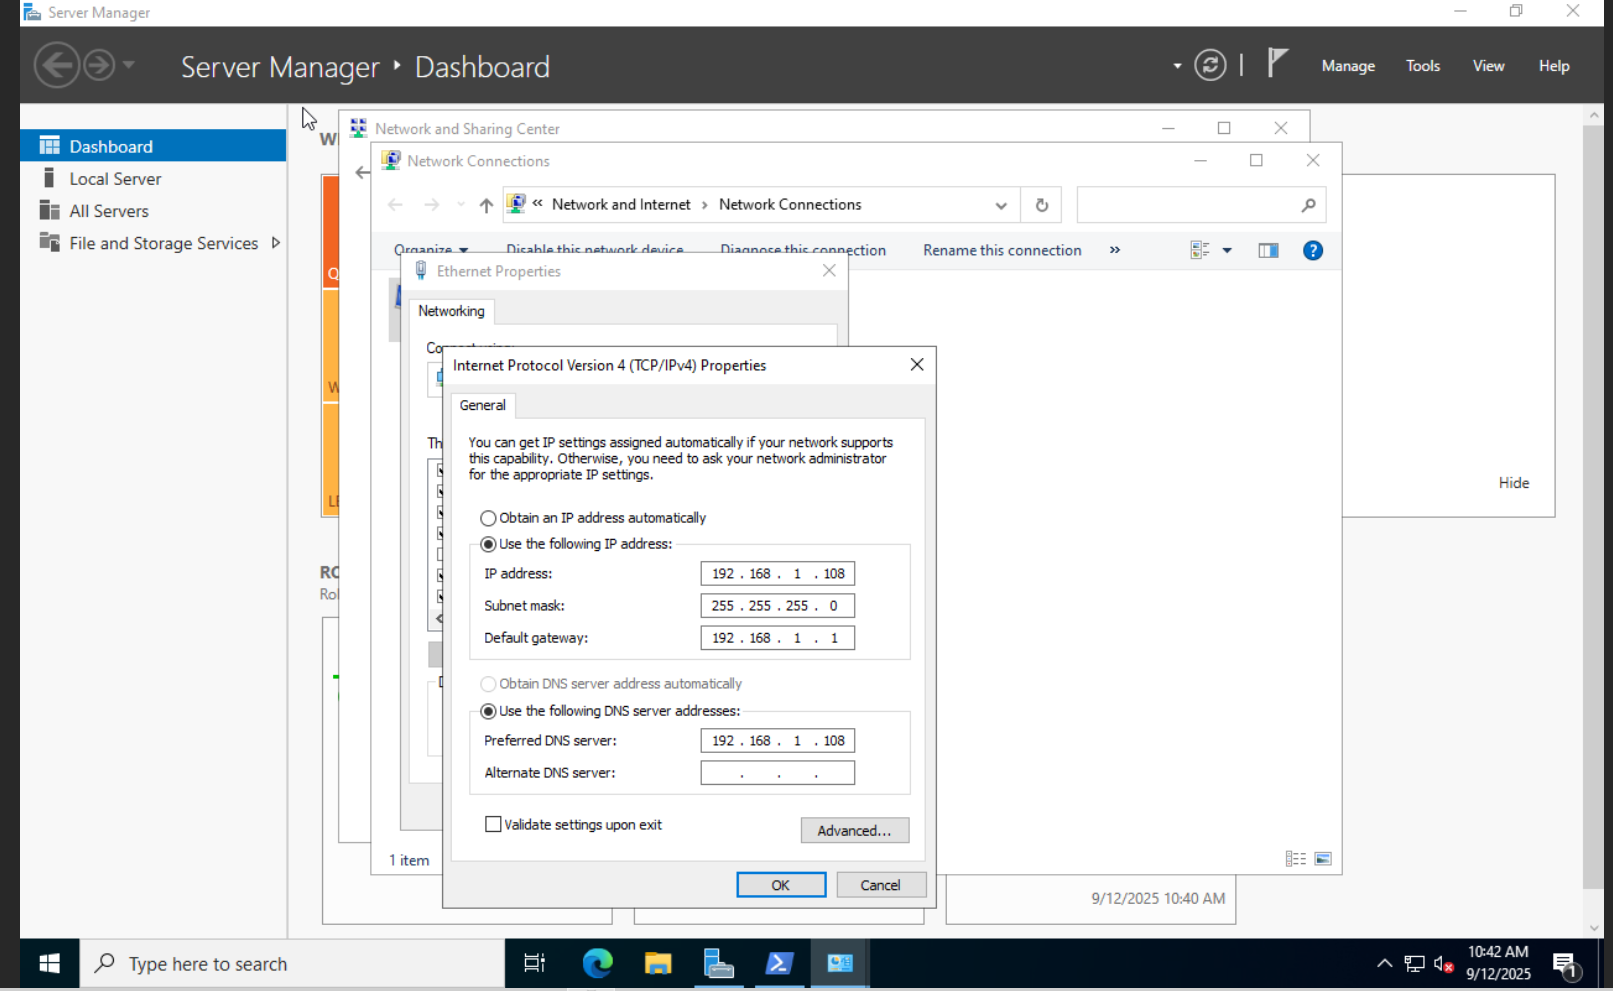 Server Manager
Server Manager ‣ Dashboard
Manage Tools View Help
Dashboard
Local Server
All Servers
File and Storage Services
Network and Sharing Center
Network Connections
« Network and Internet › Network Connections
Organize Disable this network device Diagnose this connection Rename this connection »
Ethernet Properties
Networking
Internet Protocol Version 4 (TCP/IPv4) Properties
General
You can get IP settings assigned automatically if your network supports
this capability. Otherwise, you need to ask your network administrator
for the appropriate IP settings.
Obtain an IP address automatically
Use the following IP address:
IP address: 192 . 168 . 1 . 108
Subnet mask: 255 . 255 . 255 . 0
Default gateway: 192 . 168 . 1 . 1
Obtain DNS server address automatically
Use the following DNS server addresses:
Preferred DNS server: 192 . 168 . 1 . 108
Alternate DNS server: . . .
Validate settings upon exit
Advanced...
OK Cancel
Hide
1 item
9/12/2025 10:40 AM
Type here to search
10:42 AM
9/12/2025
1